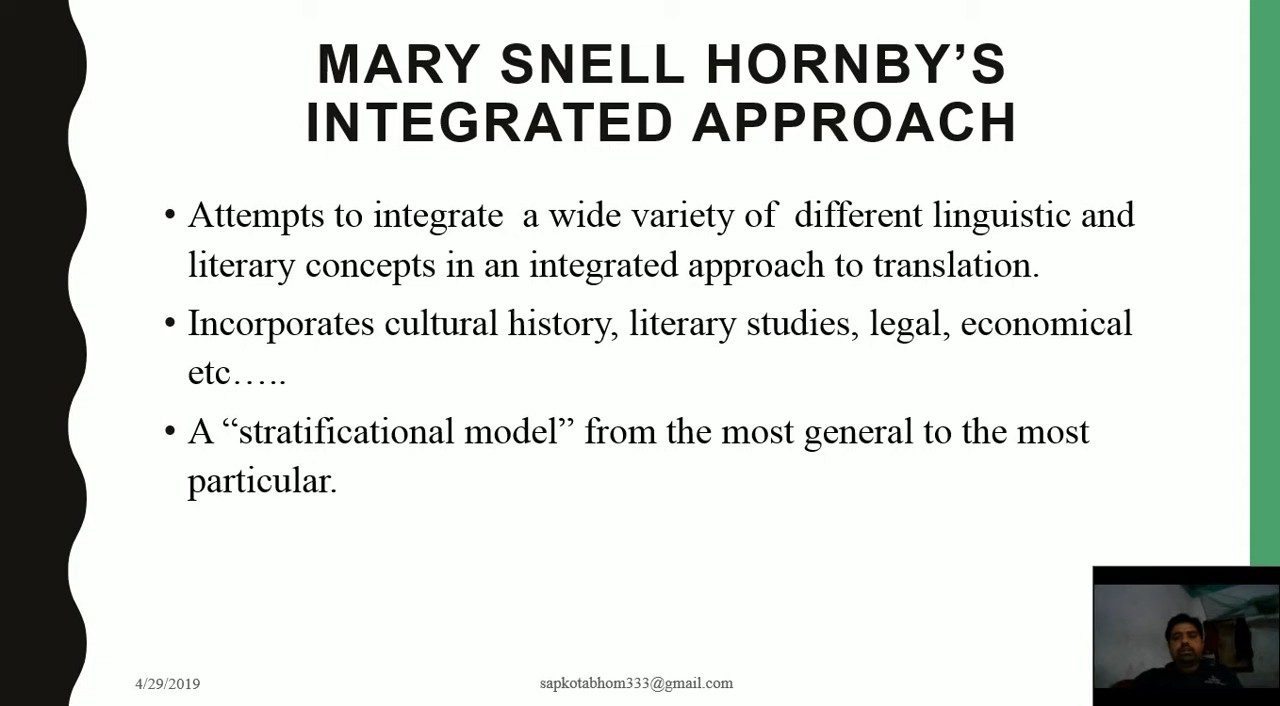 MARY SNELL HORNBY’S
INTEGRATED APPROACH
• Attempts to integrate a wide variety of different linguistic and
literary concepts in an integrated approach to translation.
• Incorporates cultural history, literary studies, legal, economical
etc…..
• A “stratificational model” from the most general to the most
particular.
4/29/2019
sapkotabhom333@gmail.com